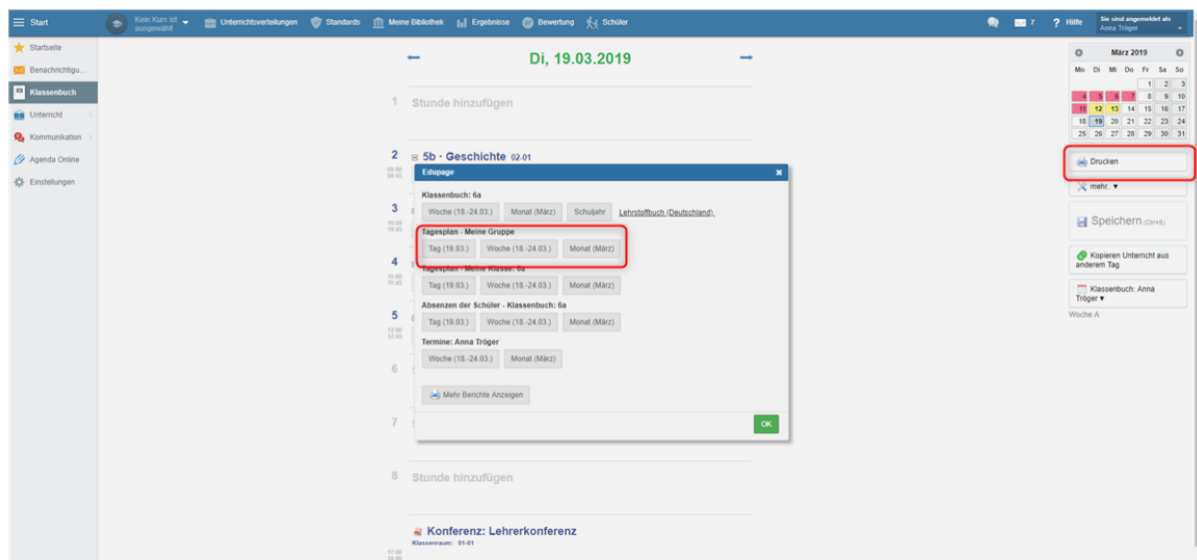 Start
Kein Kurs ist ausgewählt
Unterrichtsverteilungen
Standards
Meine Bibliothek
Ergebnisse
Bewertung
Schüler
7
? Hilfe
Sie sind angemeldet als
Anna Tröger
Startseite
Benachrichtigu...
Klassenbuch
Unterricht
Kommunikation
Agenda Online
Einstellungen
Di, 19.03.2019
1 Stunde hinzufügen
2 5b · Geschichte 02-01
3
4
5
6
7
8 Stunde hinzufügen
Konferenz: Lehrerkonferenz
Klassenraum: 01-01
17:00
Edupage
Klassenbuch: 6a
Woche (18.-24.03.) Monat (März) Schuljahr Lehrstoffbuch (Deutschland),
Tagesplan - Meine Gruppe
Tag (19.03.) Woche (18.-24.03.) Monat (März)
Tagesplan - Meine Klasse: 6a
Tag (19.03.) Woche (18.-24.03.) Monat (März)
Absenzen der Schüler - Klassenbuch: 6a
Tag (19.03.) Woche (18.-24.03.) Monat (März)
Termine: Anna Tröger
Woche (18.-24.03.) Monat (März)
Mehr Berichte Anzeigen
OK
März 2019
Mo Di Mi Do Fr Sa So
1 2 3
4 5 6 7 8 9 10
11 12 13 14 15 16 17
18 19 20 21 22 23 24
25 26 27 28 29 30 31
Drucken
mehr. ▼
Speichern (Ctrl+S)
Kopieren Unterricht aus
anderem Tag
Klassenbuch: Anna
Tröger ▼
Woche A